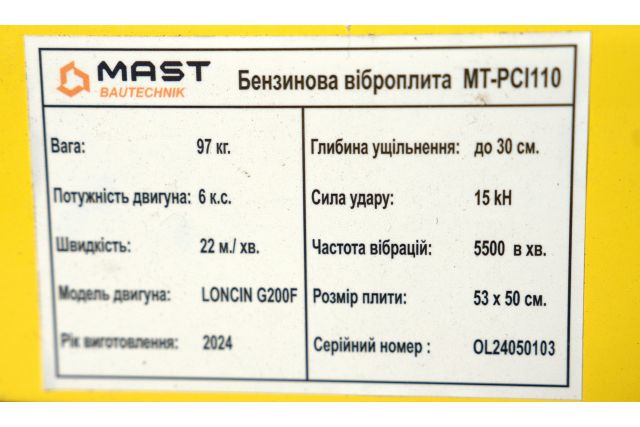 MAST
BAUTECHNIK
Бензинова віброплита MT-PCI110
Вага: 97 кг.
Потужність двигуна: 6 к.с.
Швидкість: 22 м./ хв.
Модель двигуна: LONCIN G200F
Рік виготовлення: 2024
Глибина ущільнення: до 30 см.
Сила удару: 15 kH
Частота вібрацій: 5500 в хв.
Розмір плити: 53 x 50 см.
Серійний номер : OL24050103